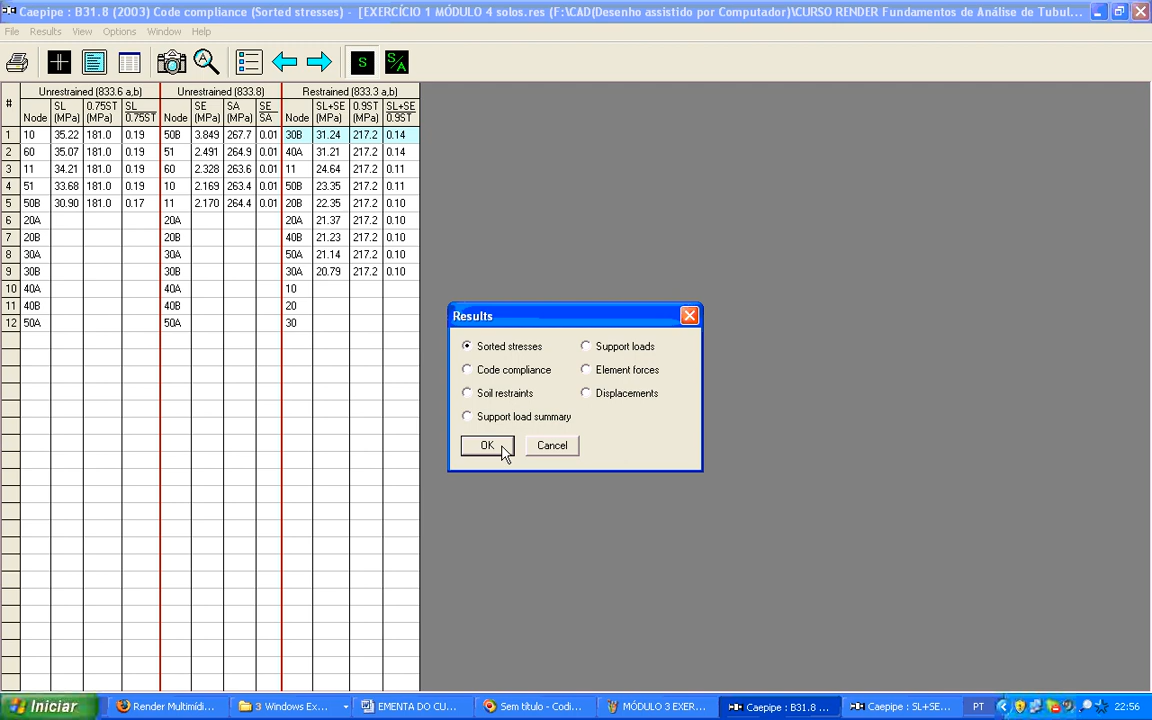 Caepipe : B31.8 (2003) Code compliance (Sorted stresses) - [EXERCÍCIO 1 MÓDULO 4 solos.res (F:\CAD(Desenho assistido por Computador)\CURSO RENDER Fundamentos de Análise de Tubul...
File Results View Options Window Help
S S/A
# Unrestrained (833.6 a,b) Unrestrained (833.8) Restrained (833.3 a,b)
SL 0.75ST SL SE SA SE SL+SE 0.9ST SL+SE
Node (MPa) (MPa) 0.75ST Node (MPa) (MPa) SA Node (MPa) (MPa) 0.9ST
1 10 35.22 181.0 0.19 50B 3.849 267.7 0.01 30B 31.24 217.2 0.14
2 60 35.07 181.0 0.19 51 2.491 264.9 0.01 40A 31.21 217.2 0.14
3 11 34.21 181.0 0.19 60 2.328 263.6 0.01 11 24.64 217.2 0.11
4 51 33.68 181.0 0.19 10 2.169 263.4 0.01 50B 23.35 217.2 0.11
5 50B 30.90 181.0 0.17 11 2.170 264.4 0.01 20B 22.35 217.2 0.10
6 20A 20A 20A 21.37 217.2 0.10
7 20B 20B 40B 21.23 217.2 0.10
8 30A 30A 50A 21.14 217.2 0.10
9 30B 30B 30A 20.79 217.2 0.10
10 40A 40A 10
11 40B 40B 20
12 50A 50A 30
Results
Sorted stresses Support loads
Code compliance Element forces
Soil restraints Displacements
Support load summary
OK Cancel
Iniciar Render Multimídi... 3 Windows Ex... EMENTA DO CU... Sem título - Codi... MÓDULO 3 EXER... Caepipe : B31.8 ... Caepipe : SL+SE... PT 22:56